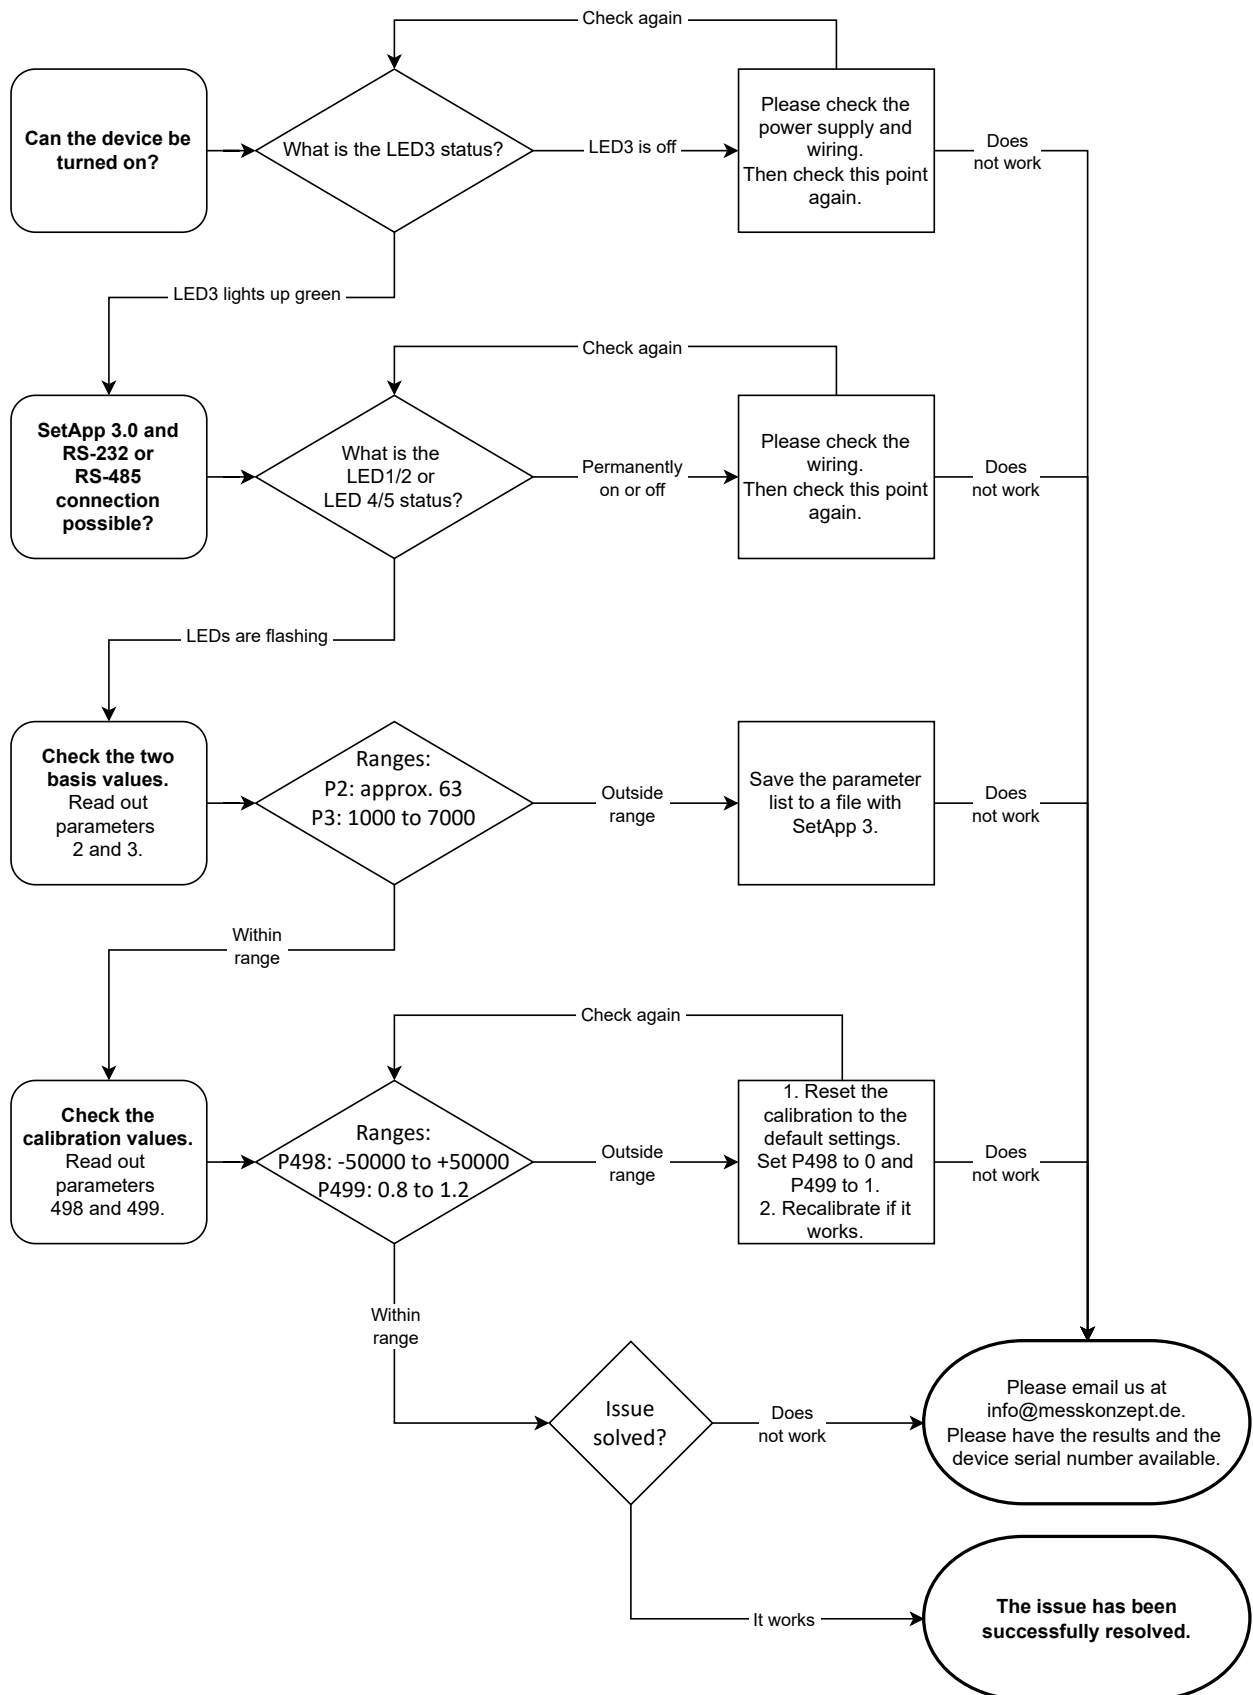 Check again
Can the device be
turned on?
What is the LED3 status?
LED3 is off
Please check the
power supply and
wiring.
Then check this point
again.
Does
not work
LED3 lights up green
Check again
SetApp 3.0 and
RS-232 or
RS-485
connection
possible?
What is the
LED1/2 or
LED 4/5 status?
Permanently
on or off
Please check the
wiring.
Then check this point
again.
Does
not work
LEDs are flashing
Check the two
basis values.
Read out
parameters
2 and 3.
Ranges:
P2: approx. 63
P3: 1000 to 7000
Outside
range
Save the parameter
list to a file with
SetApp 3.
Does
not work
Within
range
Check again
Check the
calibration values.
Read out
parameters
498 and 499.
Ranges:
P498: -50000 to +50000
P499: 0.8 to 1.2
Outside
range
1. Reset the
calibration to the
default settings.
Set P498 to 0 and
P499 to 1.
2. Recalibrate if it
works.
Does
not work
Within
range
Issue
solved?
Does
not work
Please email us at
info@messkonzept.de.
Please have the results and the
device serial number available.
It works
The issue has been
successfully resolved.